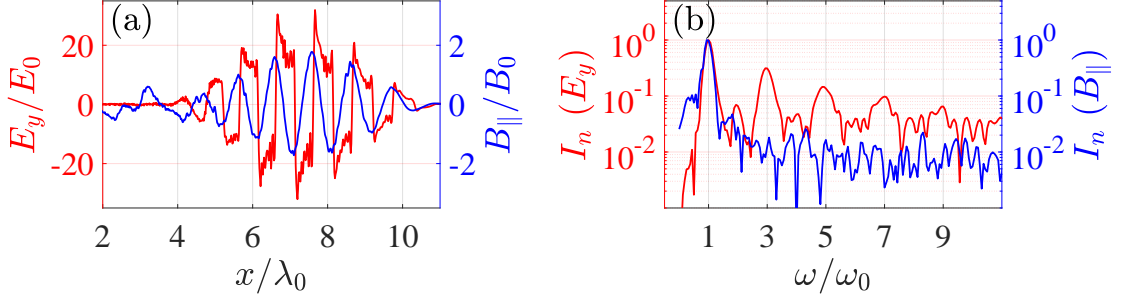 (a)
20
0
-20
E_y/E_0
2
0
-2
B_∥/B_0
2 4 6 8 10
x/λ_0
(b)
10^0
10^-1
10^-2
I_n (E_y)
10^0
10^-1
10^-2
I_n (B_∥)
1 3 5 7 9
ω/ω_0